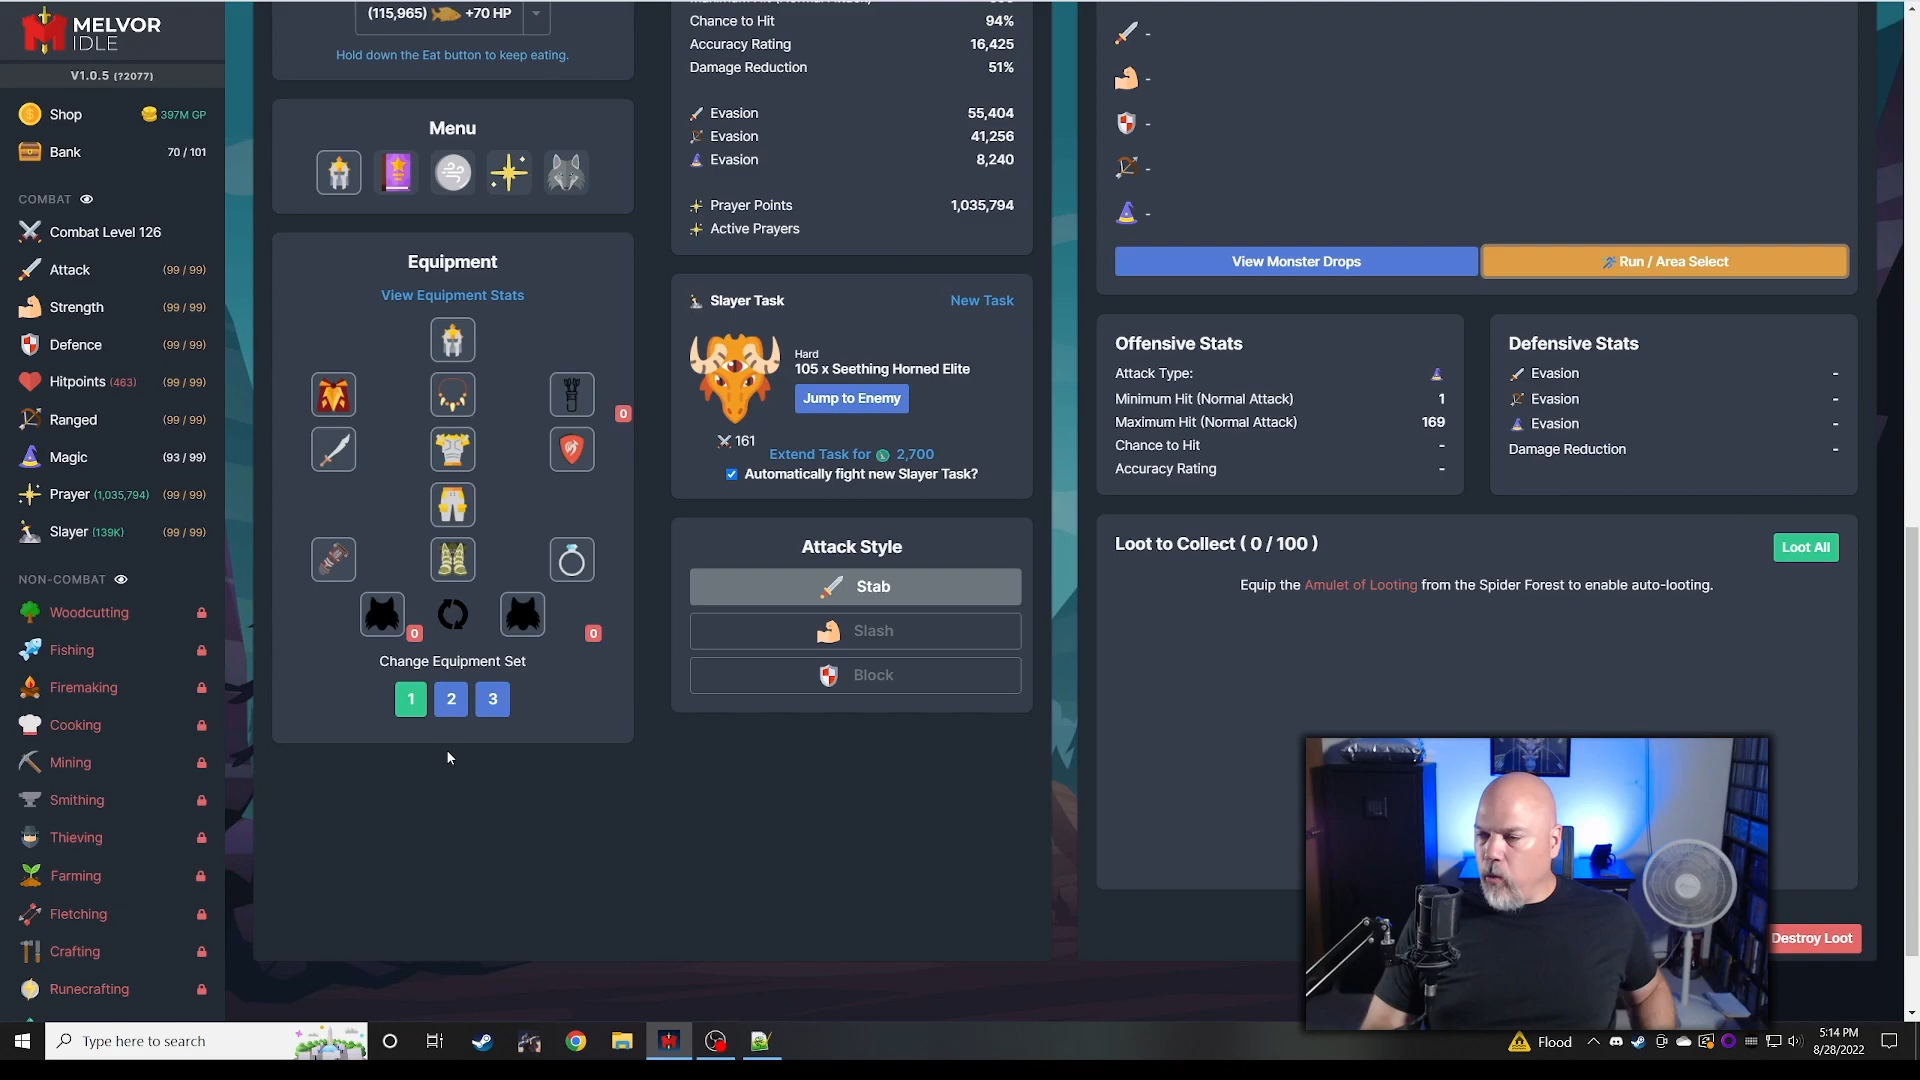 MELVOR
IDLE
V1.0.5 (?2077)
Shop 397M GP
Bank 70 / 101
COMBAT
Combat Level 126
Attack (99 / 99)
Strength (99 / 99)
Defence (99 / 99)
Hitpoints (463) (99 / 99)
Ranged (99 / 99)
Magic (93 / 99)
Prayer (1,035,794) (99 / 99)
Slayer (139K) (99 / 99)
NON-COMBAT
Woodcutting
Fishing
Firemaking
Cooking
Mining
Smithing
Thieving
Farming
Fletching
Crafting
Runecrafting
(115,965) +70 HP
Hold down the Eat button to keep eating.
Menu
Equipment
View Equipment Stats
0
0
0
Change Equipment Set
1 2 3
Chance to Hit 94%
Accuracy Rating 16,425
Damage Reduction 51%
Evasion 55,404
Evasion 41,256
Evasion 8,240
Prayer Points 1,035,794
Active Prayers
Slayer Task New Task
Hard
105 x Seething Horned Elite
Jump to Enemy
161
Extend Task for 2,700
Automatically fight new Slayer Task?
Attack Style
Stab
Slash
Block
-
-
-
-
-
View Monster Drops Run / Area Select
Offensive Stats
Attack Type:
Minimum Hit (Normal Attack) 1
Maximum Hit (Normal Attack) 169
Chance to Hit -
Accuracy Rating -
Defensive Stats
Evasion -
Evasion -
Evasion -
Damage Reduction -
Loot to Collect ( 0 / 100 ) Loot All
Equip the Amulet of Looting from the Spider Forest to enable auto-looting.
Destroy Loot
Type here to search
Flood
5:14 PM
8/28/2022